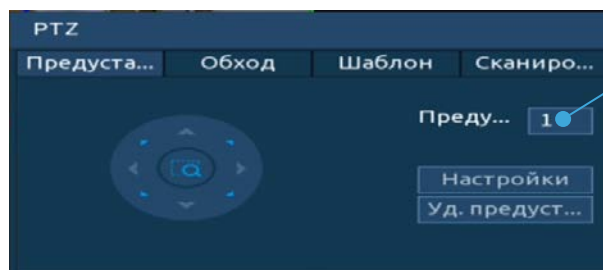 PTZ
Предуста... Обход Шаблон Сканиро...
Преду... 1
Настройки
Уд. предуст...